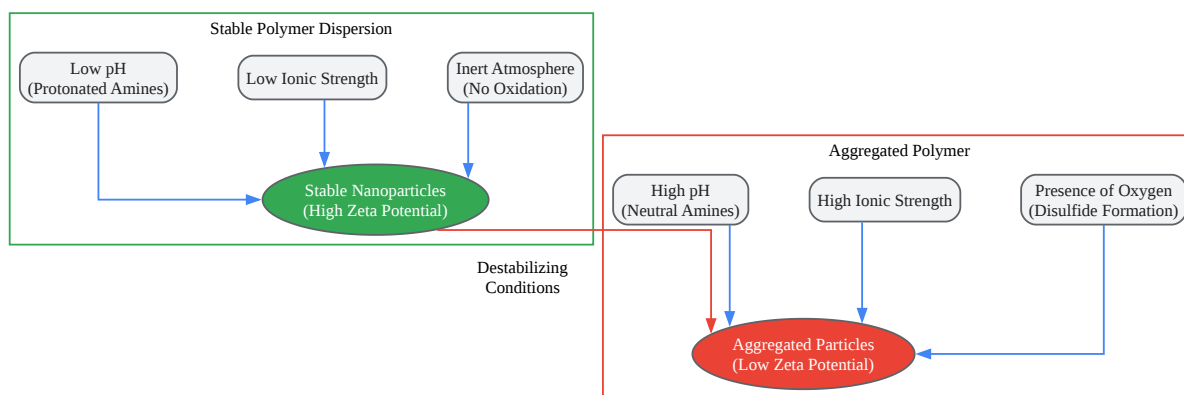 Stable Polymer Dispersion
Low pH
(Protonated Amines)
Low Ionic Strength
Inert Atmosphere
(No Oxidation)
Stable Nanoparticles
(High Zeta Potential)
Destabilizing
Conditions
Aggregated Polymer
High pH
(Neutral Amines)
High Ionic Strength
Presence of Oxygen
(Disulfide Formation)
Aggregated Particles
(Low Zeta Potential)